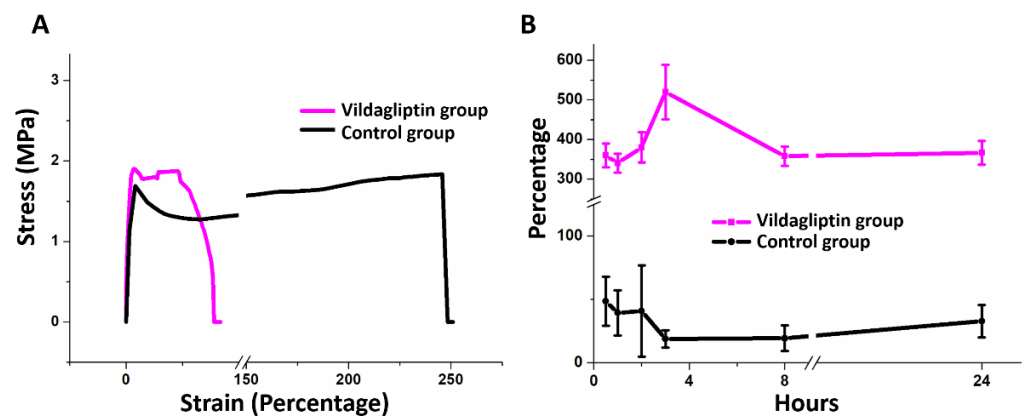 A
Stress (MPa)
3
2
1
0
Vildagliptin group
Control group
0
150
200
250
Strain (Percentage)
B
Percentage
600
500
400
300
100
0
Vildagliptin group
Control group
0
4
8
24
Hours